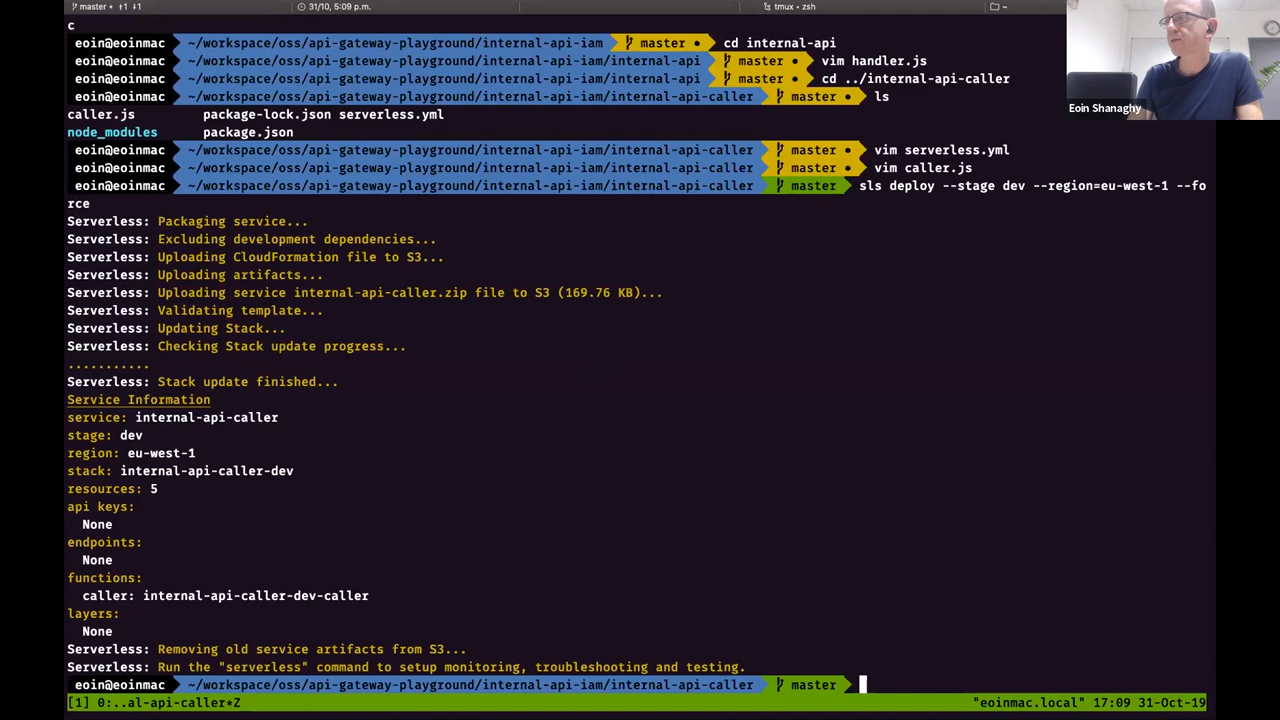 master • ↑1 ↓1 31/10, 5:09 p.m. tmux • zsh ~
c
eoin@eoinmac ~/workspace/oss/api-gateway-playground/internal-api-iam master • cd internal-api
eoin@eoinmac ~/workspace/oss/api-gateway-playground/internal-api-iam/internal-api master • vim handler.js
eoin@eoinmac ~/workspace/oss/api-gateway-playground/internal-api-iam/internal-api master • cd ../internal-api-caller
eoin@eoinmac ~/workspace/oss/api-gateway-playground/internal-api-iam/internal-api-caller master • ls
Eoin Shanaghy
caller.js package-lock.json serverless.yml
node_modules package.json
eoin@eoinmac ~/workspace/oss/api-gateway-playground/internal-api-iam/internal-api-caller master • vim serverless.yml
eoin@eoinmac ~/workspace/oss/api-gateway-playground/internal-api-iam/internal-api-caller master • vim caller.js
eoin@eoinmac ~/workspace/oss/api-gateway-playground/internal-api-iam/internal-api-caller master sls deploy --stage dev --region=eu-west-1 --fo
rce
Serverless: Packaging service...
Serverless: Excluding development dependencies...
Serverless: Uploading CloudFormation file to S3...
Serverless: Uploading artifacts...
Serverless: Uploading service internal-api-caller.zip file to S3 (169.76 KB)...
Serverless: Validating template...
Serverless: Updating Stack...
Serverless: Checking Stack update progress...
...........
Serverless: Stack update finished...
Service Information
service: internal-api-caller
stage: dev
region: eu-west-1
stack: internal-api-caller-dev
resources: 5
api keys:
None
endpoints:
None
functions:
caller: internal-api-caller-dev-caller
layers:
None
Serverless: Removing old service artifacts from S3...
Serverless: Run the "serverless" command to setup monitoring, troubleshooting and testing.
eoin@eoinmac ~/workspace/oss/api-gateway-playground/internal-api-iam/internal-api-caller master
[1] 0:..al-api-caller*Z "eoinmac.local" 17:09 31-Oct-19